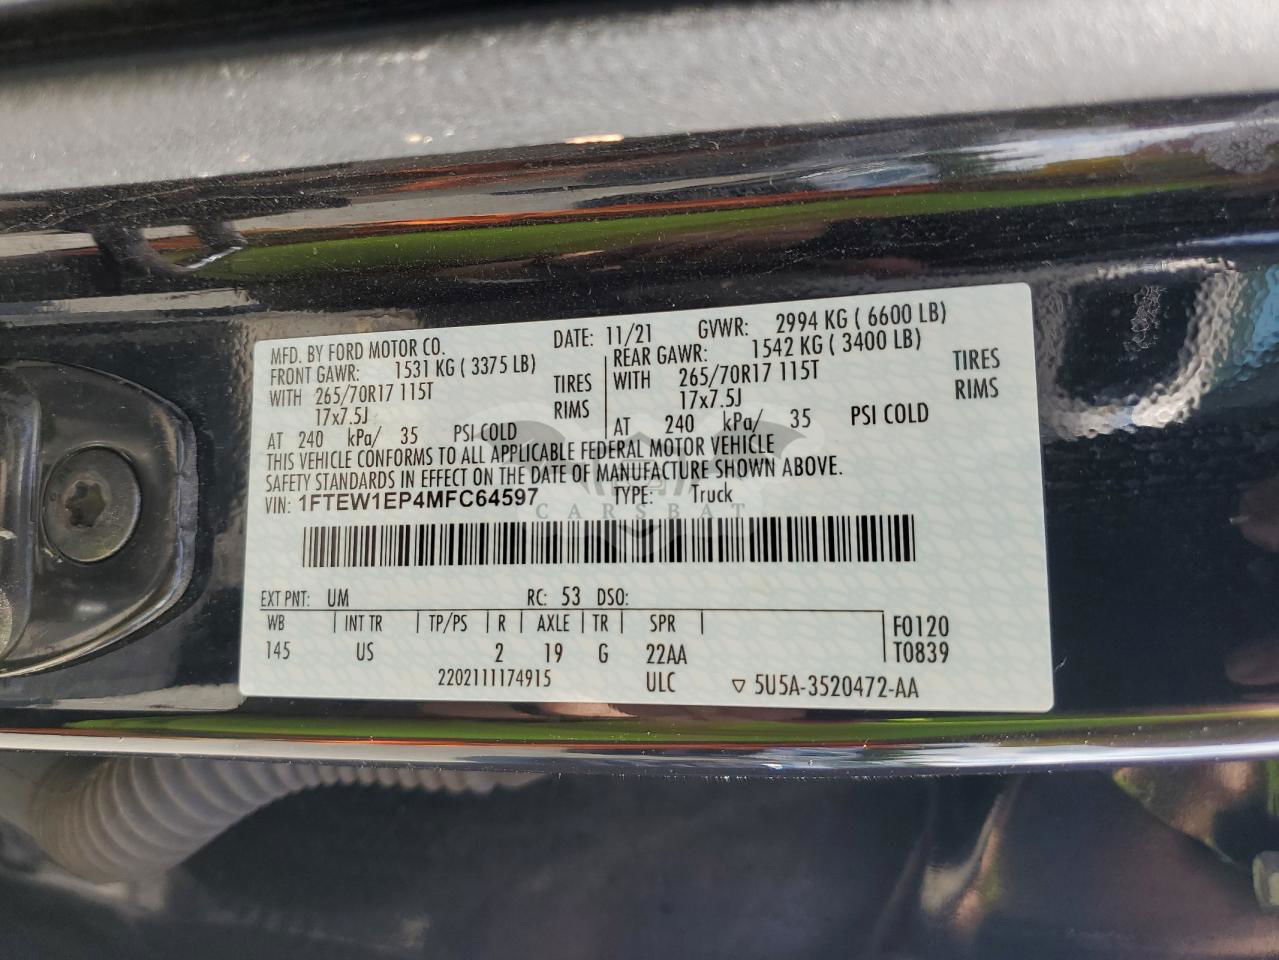 MFD. BY FORD MOTOR CO. DATE: 11/21 GVWR: 2994 KG ( 6600 LB)
FRONT GAWR: 1531 KG ( 3375 LB) REAR GAWR: 1542 KG ( 3400 LB)
WITH 265/70R17 115T TIRES WITH 265/70R17 115T TIRES
17x7.5J RIMS 17x7.5J RIMS
AT 240 kPa/ 35 PSI COLD AT 240 kPa/ 35 PSI COLD
THIS VEHICLE CONFORMS TO ALL APPLICABLE FEDERAL MOTOR VEHICLE
SAFETY STANDARDS IN EFFECT ON THE DATE OF MANUFACTURE SHOWN ABOVE.
VIN: 1FTEW1EP4MFC64597 TYPE: Truck
CARSBAT
EXT PNT: UM RC: 53 DSO:
WB INT TR TP/PS R AXLE TR SPR F0120
145 US 2 19 G 22AA T0839
2202111174915 ULC ▽ 5U5A-3520472-AA